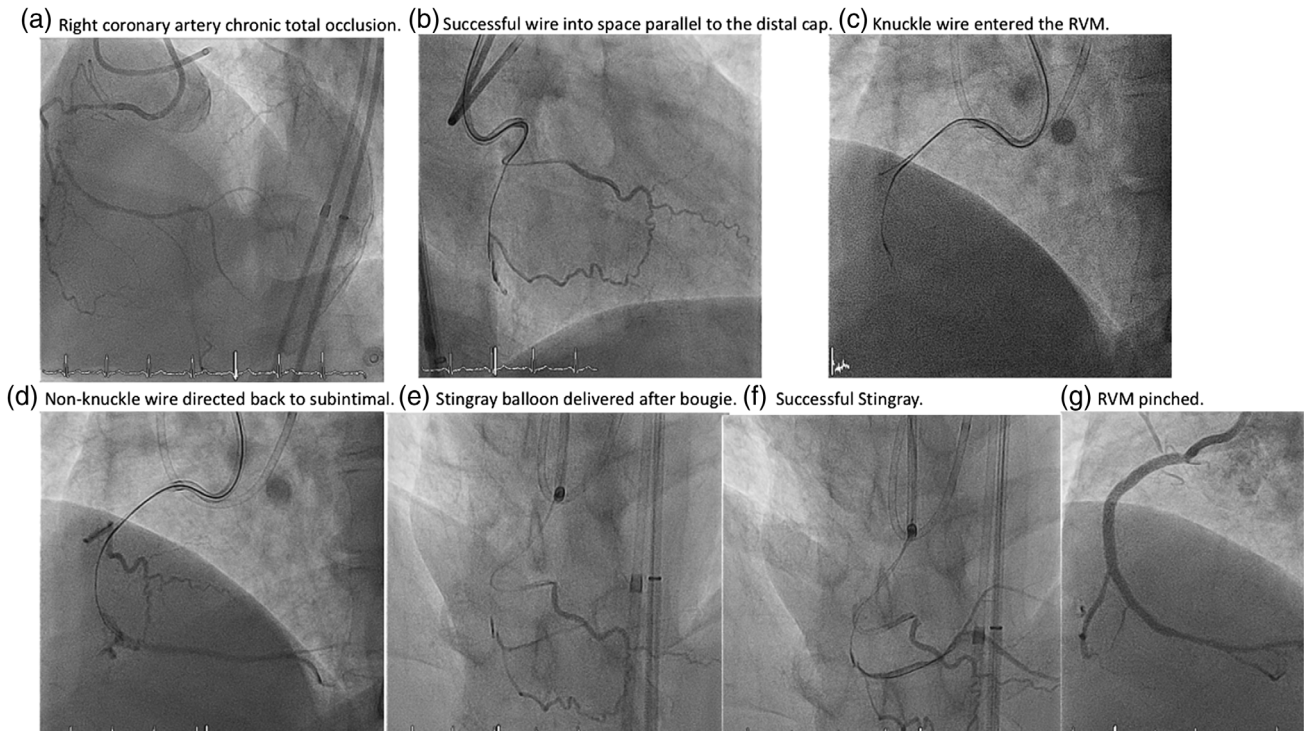 (a) Right coronary artery chronic total occlusion.
(b) Successful wire into space parallel to the distal cap.
(c) Knuckle wire entered the RVM.
(d) Non-knuckle wire directed back to subintimal.
(e) Stingray balloon delivered after bougie.
(f) Successful Stingray.
(g) RVM pinched.